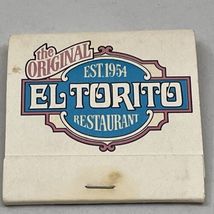 the
ORIGINAL
EST. 1954
EL TORITO
RESTAURANT